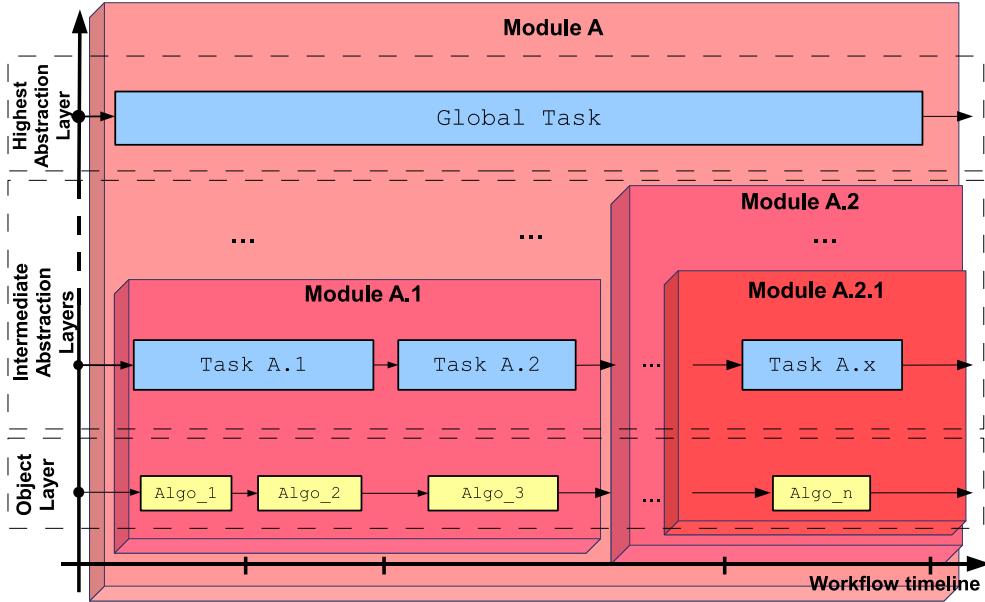 Module A
Highest
Abstraction
Layer
Global Task
Intermediate
Abstraction
Layers
Module A.2
...
...
...
Module A.1
Module A.2.1
Task A.1
Task A.2
...
Task A.x
Object
Layer
Algo_1
Algo_2
Algo_3
...
Algo_n
Workflow timeline